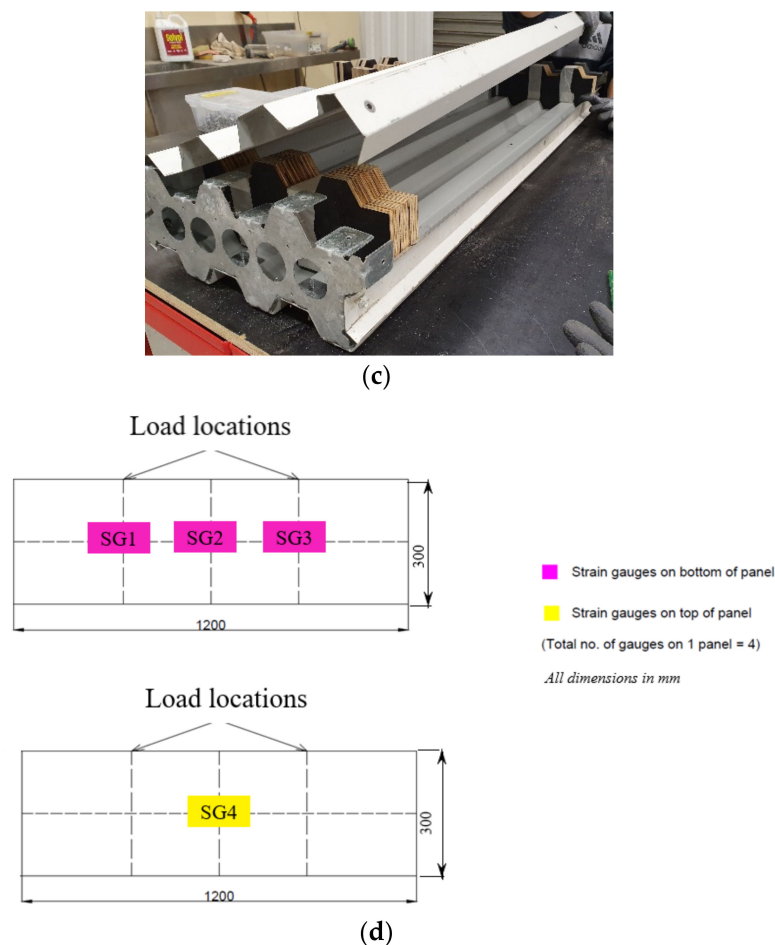 adidas
(c)
Load locations
SG1 SG2 SG3
300
1200
Strain gauges on bottom of panel
Strain gauges on top of panel
(Total no. of gauges on 1 panel = 4)
All dimensions in mm
Load locations
SG4
300
1200
(d)